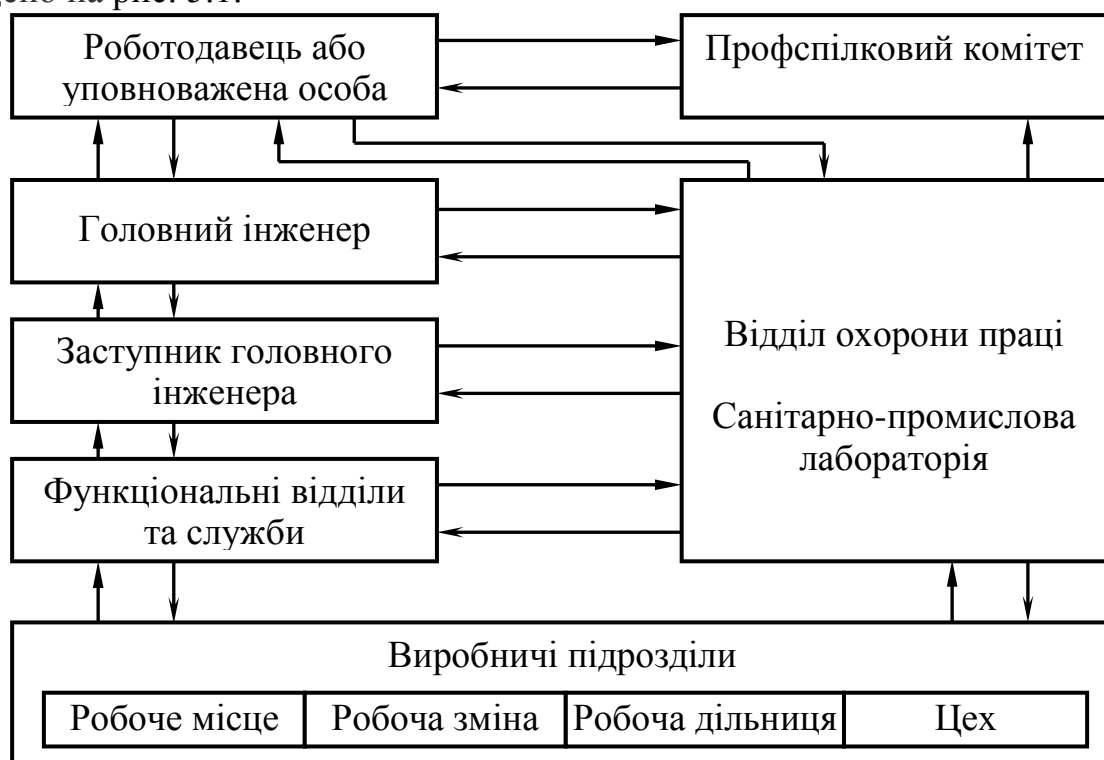 на рис. 3.1.
Роботодавець або
уповноважена особа
Профспілковий комітет
Головний інженер
Заступник головного
інженера
Відділ охорони праці
Санітарно-промислова
лабораторія
Функціональні відділи
та служби
Виробничі підрозділи
Робоче місце
Робоча зміна
Робоча дільниця
Цех